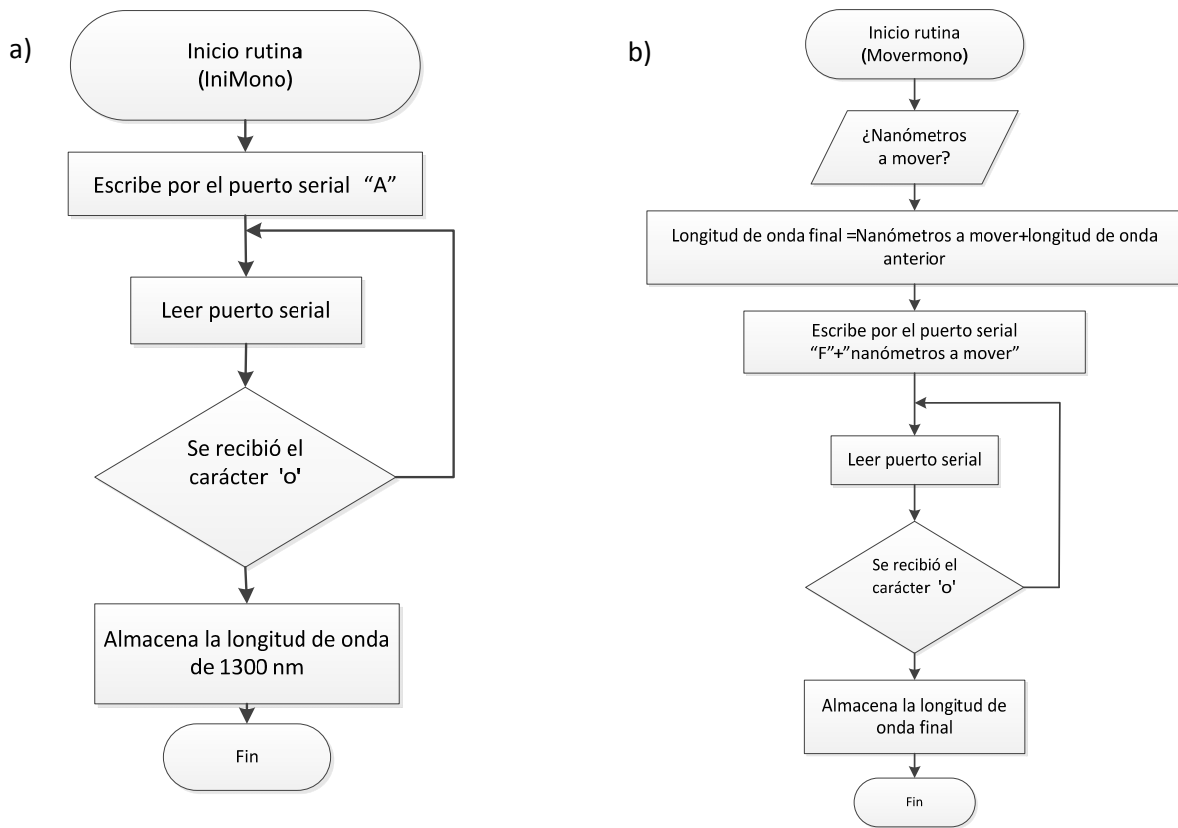 a)
Inicio rutina
(IniMono)
Escribe por el puerto serial “A”
Leer puerto serial
Se recibió el
carácter 'o'
Almacena la longitud de onda
de 1300 nm
Fin
b)
Inicio rutina
(Movermono)
¿Nanómetros
a mover?
Longitud de onda final =Nanómetros a mover+longitud de onda
anterior
Escribe por el puerto serial
“F”+”nanómetros a mover”
Leer puerto serial
Se recibió el
carácter 'o'
Almacena la longitud de
onda final
Fin